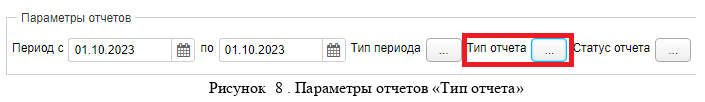 Параметры отчетов
Период с 01.10.2023 по 01.10.2023 Тип периода ... Тип отчета ... Статус отчета ...
Рисунок 8 . Параметры отчетов «Тип отчета»